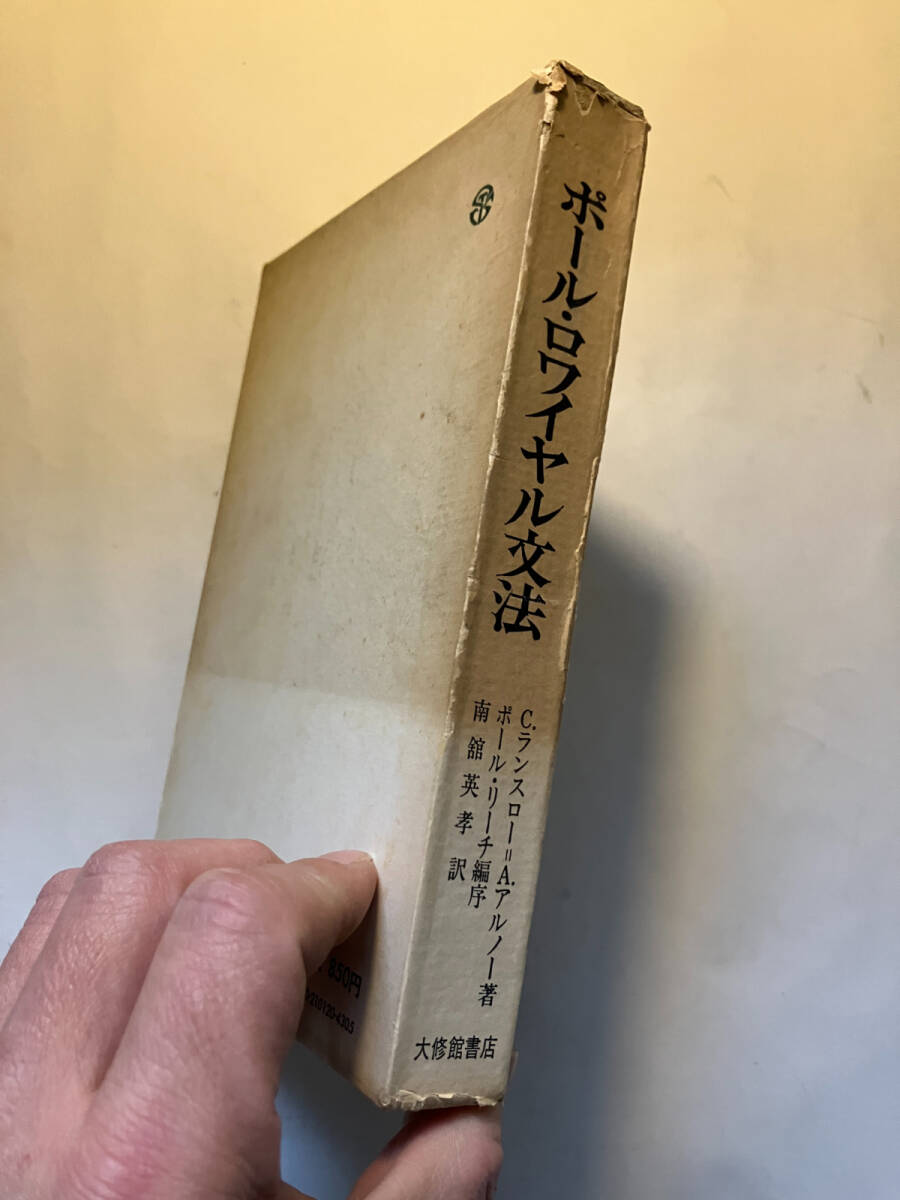 ポール・ロワイヤル文法
C.ランスロー=A.アルノー著
ポール・リーチ編序
南舘英孝訳
大修館書店
850円
210120-4305